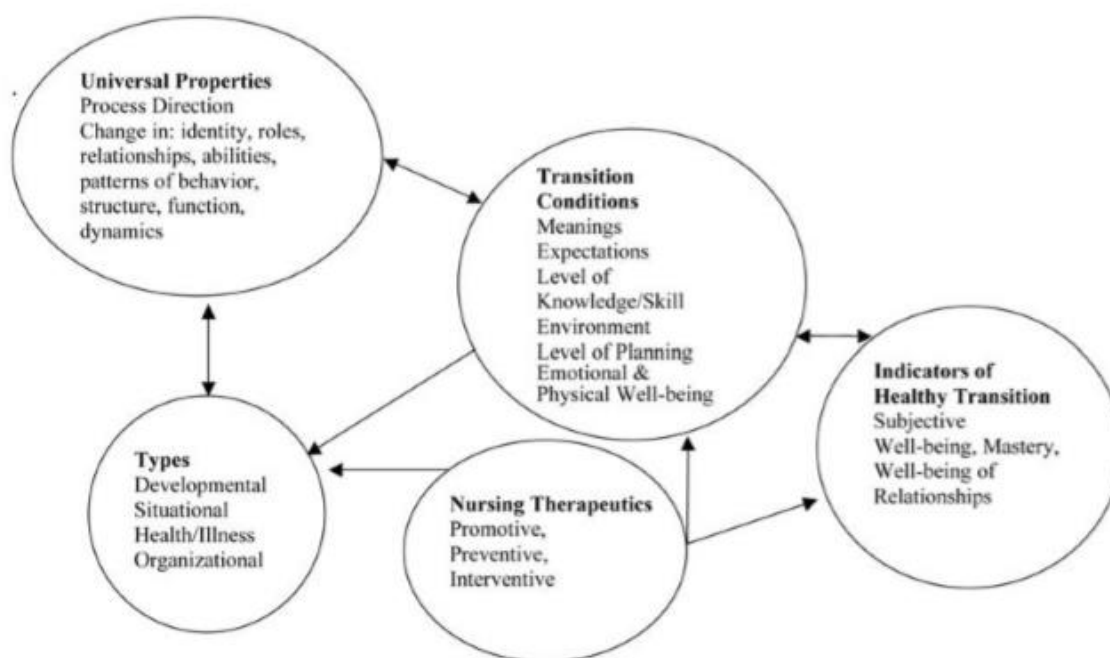 Universal Properties
Process Direction
Change in: identity, roles,
relationships, abilities,
patterns of behavior,
structure, function,
dynamics
Transition
Conditions
Meanings
Expectations
Level of
Knowledge/Skill
Environment
Level of Planning
Emotional &
Physical Well-being
Indicators of
Healthy Transition
Subjective
Well-being, Mastery,
Well-being of
Relationships
Types
Developmental
Situational
Health/Illness
Organizational
Nursing Therapeutics
Promotive,
Preventive,
Interventive